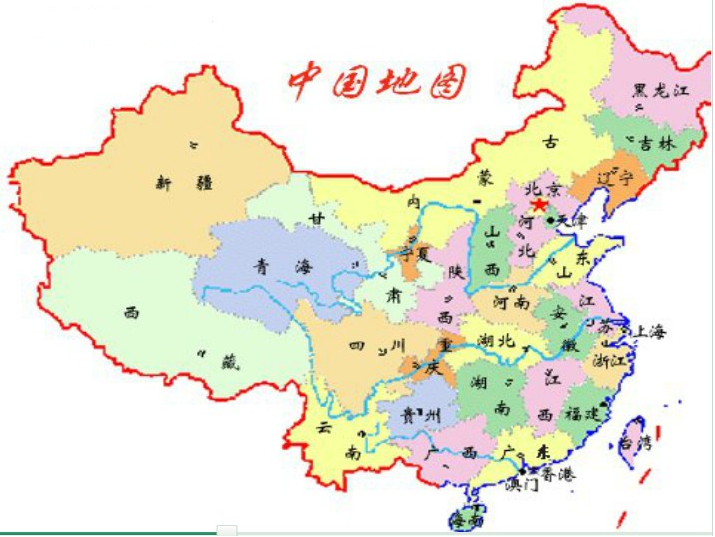 中国地图
黑龙江
吉林
辽宁
古
蒙
内
北京
天津
河
北
新疆
甘
肃
宁夏
山
西
陕
西
山东
青海
河南
江
苏
安
徽
上海
西
藏
四川
重
庆
湖北
浙江
湖
南
江
西
福建
贵州
云
南
广西
广东
台湾
香港
澳门
海南